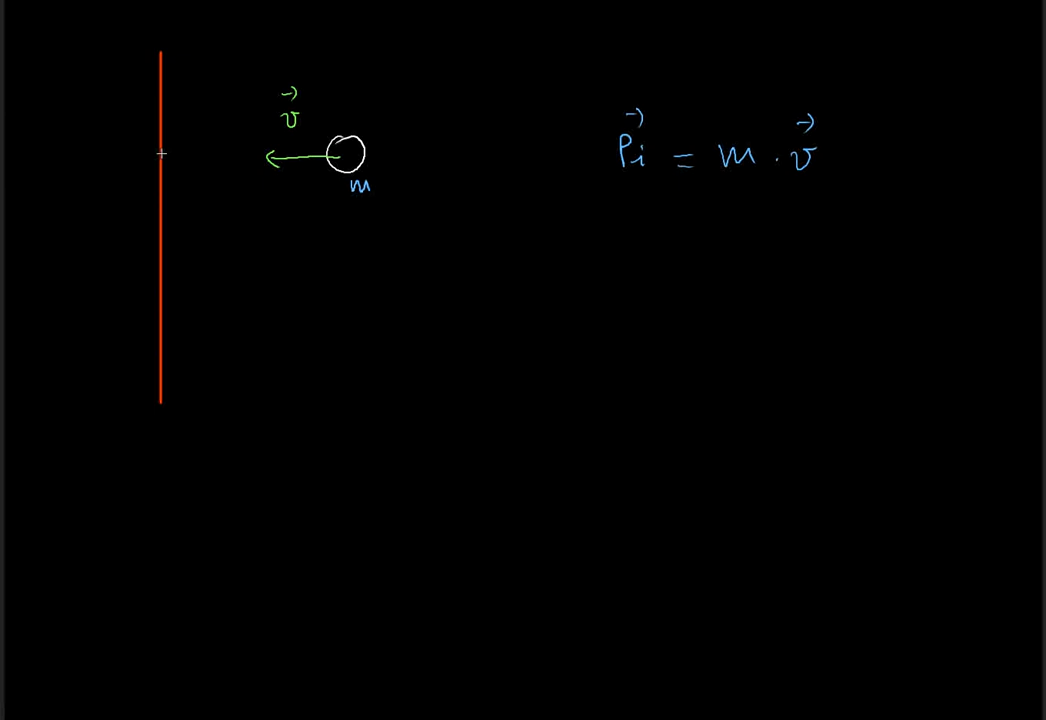 v⃗
m
P⃗i = m · v⃗